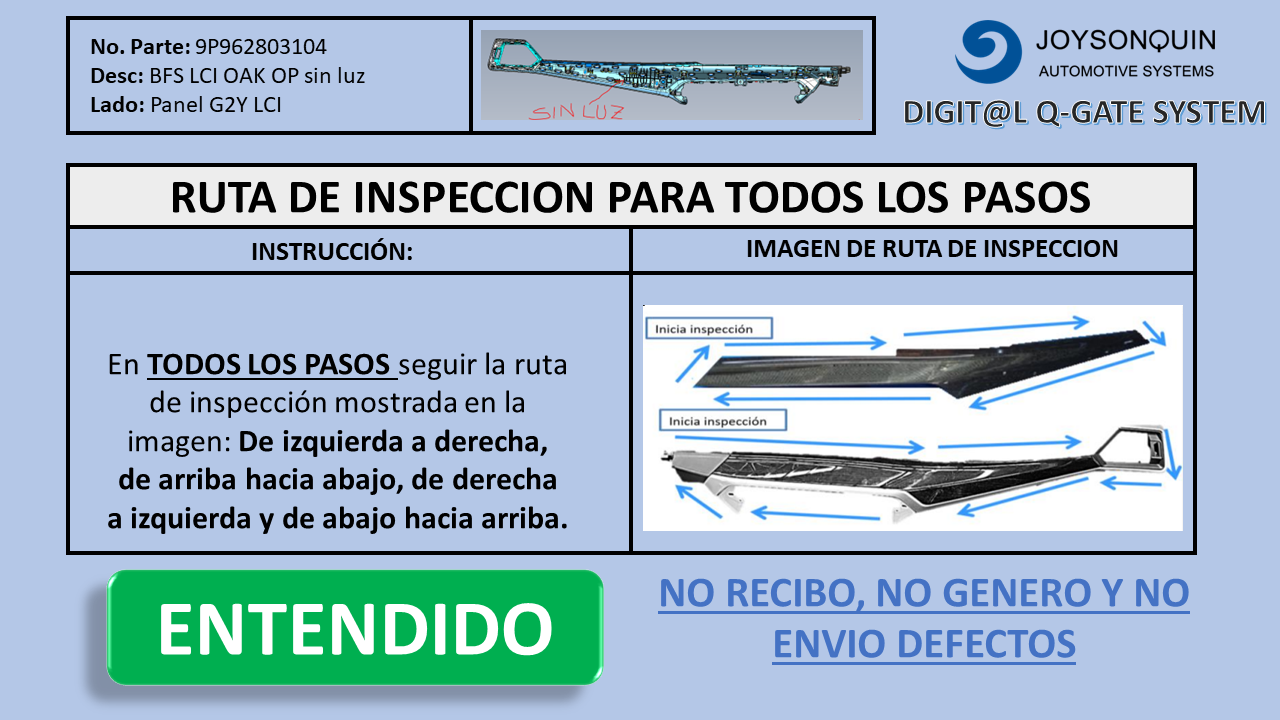 No. Parte: 9P962803104
Desc: BFS LCI OAK OP sin luz
Lado: Panel G2Y LCI
SIN LUZ
JOYSONQUIN
AUTOMOTIVE SYSTEMS
DIGIT@L Q-GATE SYSTEM
RUTA DE INSPECCION PARA TODOS LOS PASOS
INSTRUCCIÓN:
IMAGEN DE RUTA DE INSPECCION
En TODOS LOS PASOS seguir la ruta
de inspección mostrada en la
imagen: De izquierda a derecha,
de arriba hacia abajo, de derecha
a izquierda y de abajo hacia arriba.
Inicia inspección
Inicia inspección
ENTENDIDO
NO RECIBO, NO GENERO Y NO
ENVIO DEFECTOS